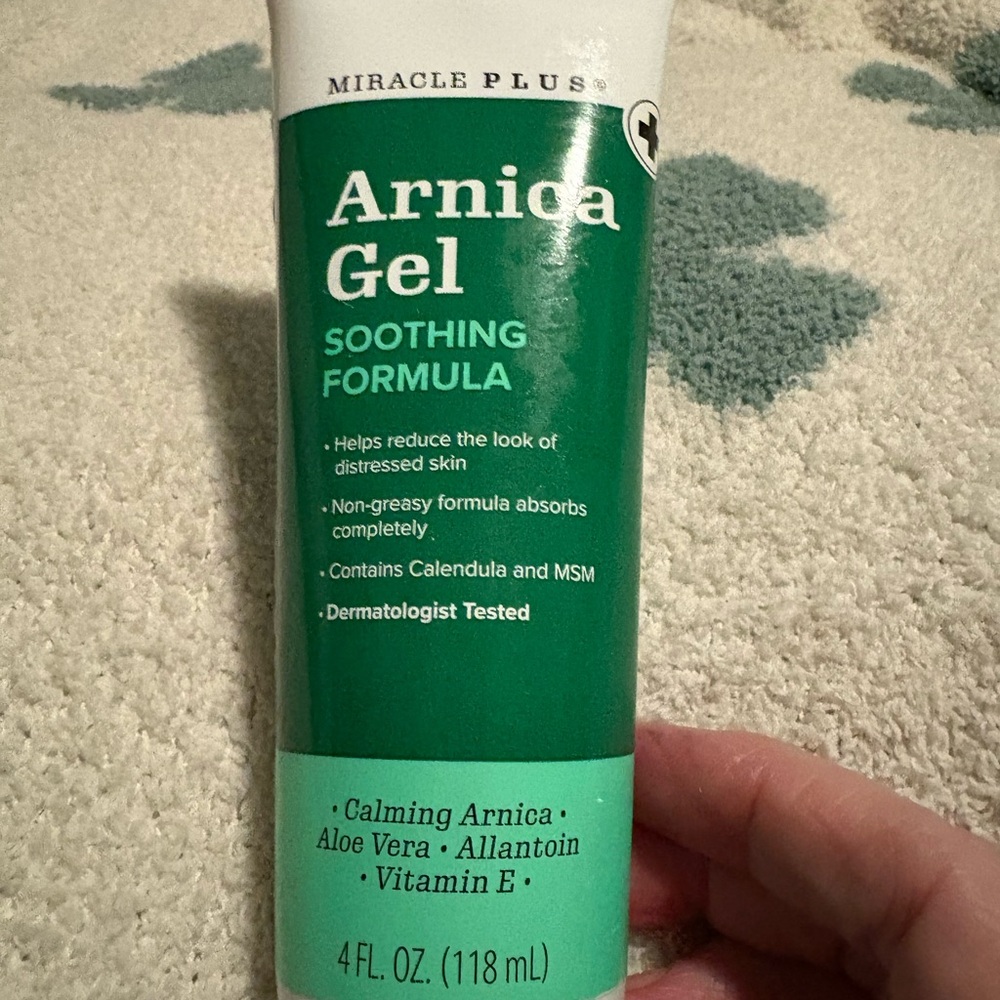 MIRACLE PLUS®
Arnica
Gel
SOOTHING
FORMULA
• Helps reduce the look of
distressed skin
• Non-greasy formula absorbs
completely
• Contains Calendula and MSM
• Dermatologist Tested
• Calming Arnica •
Aloe Vera • Allantoin
• Vitamin E •
4 FL. OZ. (118 mL)